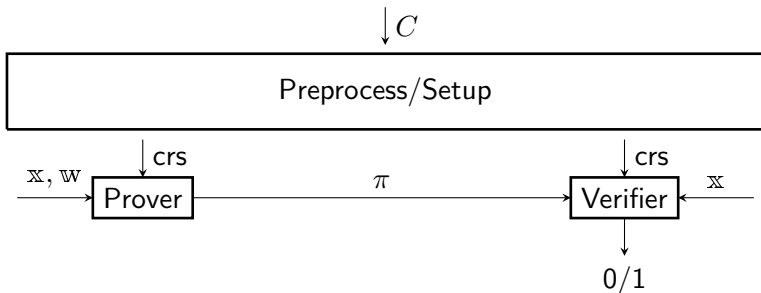 C
Preprocess/Setup
crs crs
𝕩, 𝕨 π 𝕩
Prover Verifier
0/1